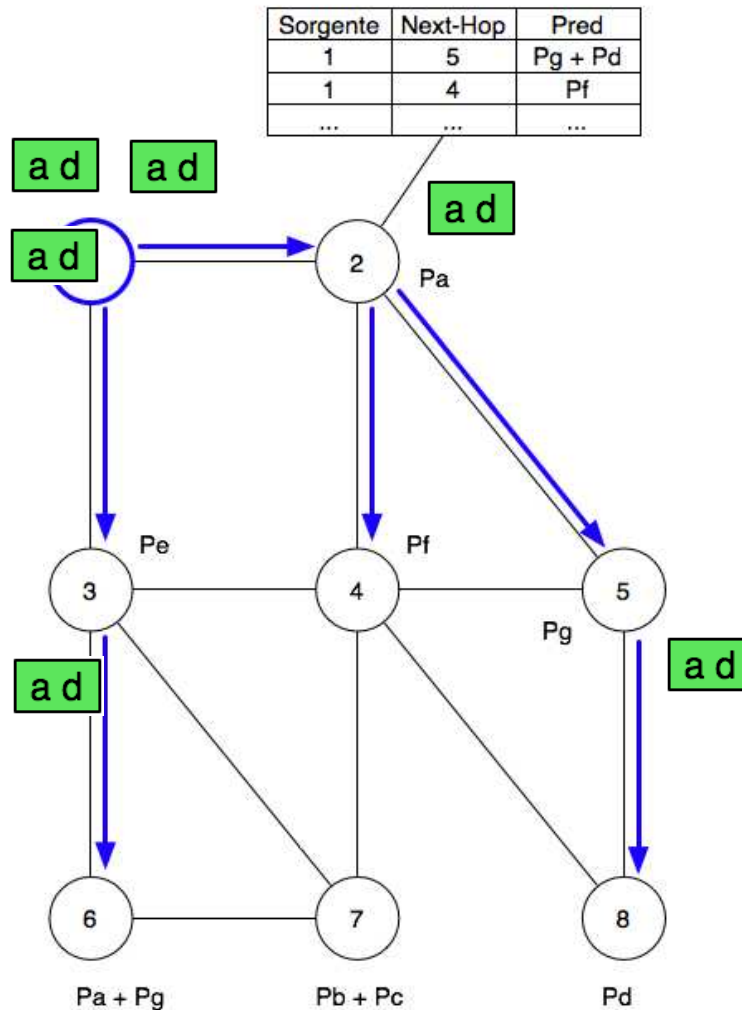 Sorgente Next-Hop Pred
1 5 Pg + Pd
1 4 Pf
... ... ...
a d a d
a d
a d
2
Pa
Pe Pf
3 4 5
Pg
a d a d
6 7 8
Pa + Pg Pb + Pc Pd